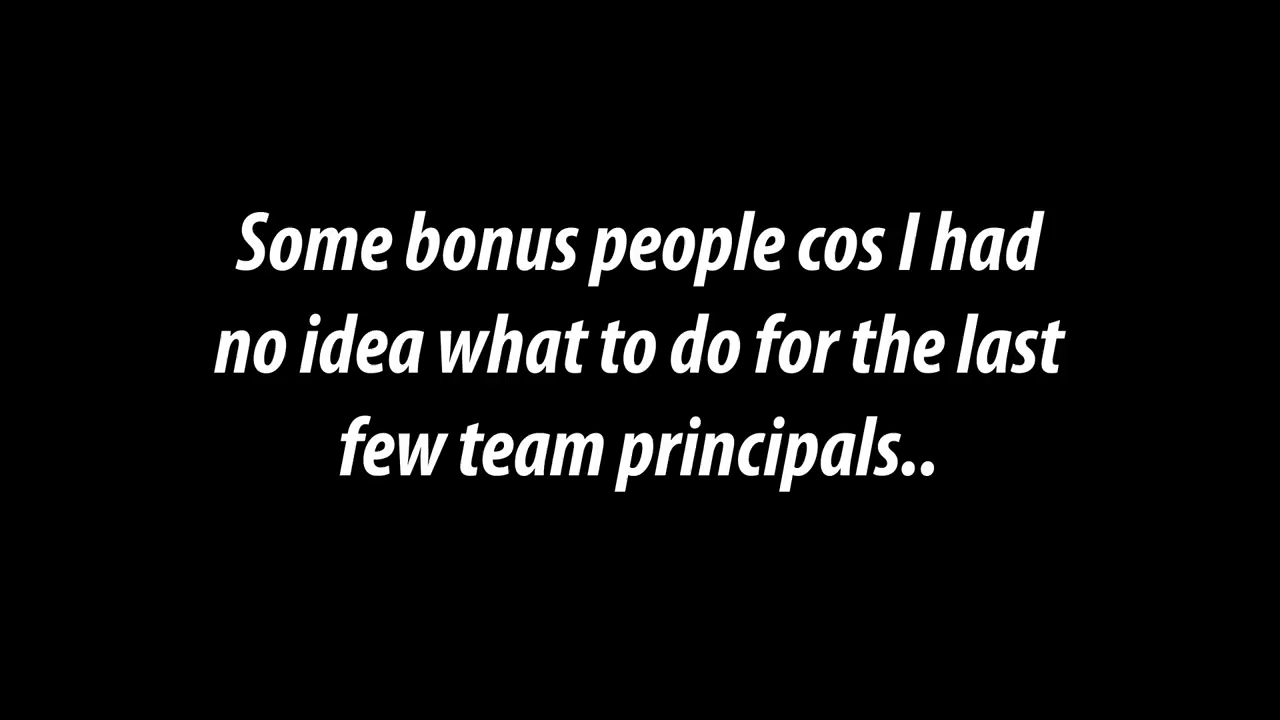 Some bonus people cos I had
no idea what to do for the last
few team principals..